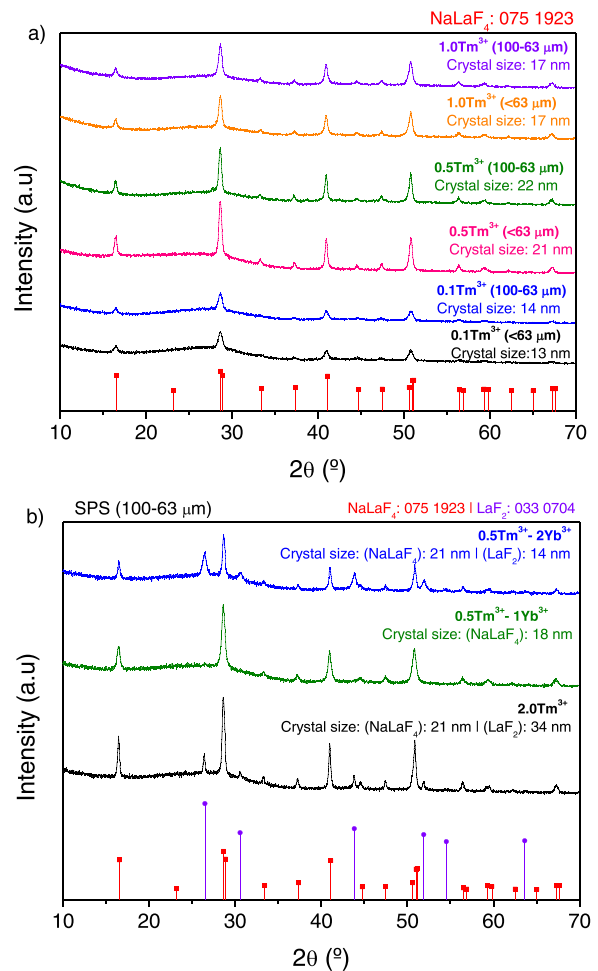 NaLaF4: 075 1923
a)
1.0Tm3+ (100-63 μm)
Crystal size: 17 nm
1.0Tm3+ (<63 μm)
Crystal size: 17 nm
0.5Tm3+ (100-63 μm)
Crystal size: 22 nm
0.5Tm3+ (<63 μm)
Crystal size: 21 nm
0.1Tm3+ (100-63 μm)
Crystal size: 14 nm
0.1Tm3+ (<63 μm)
Crystal size:13 nm
Intensity (a.u)
10 20 30 40 50 60 70
2θ (º)
b)
SPS (100-63 μm)
NaLaF4: 075 1923 | LaF2: 033 0704
0.5Tm3+- 2Yb3+
Crystal size: (NaLaF4): 21 nm | (LaF2): 14 nm
0.5Tm3+- 1Yb3+
Crystal size: (NaLaF4): 18 nm
2.0Tm3+
Crystal size: (NaLaF4): 21 nm | (LaF2): 34 nm
Intensity (a.u)
10 20 30 40 50 60 70
2θ (º)